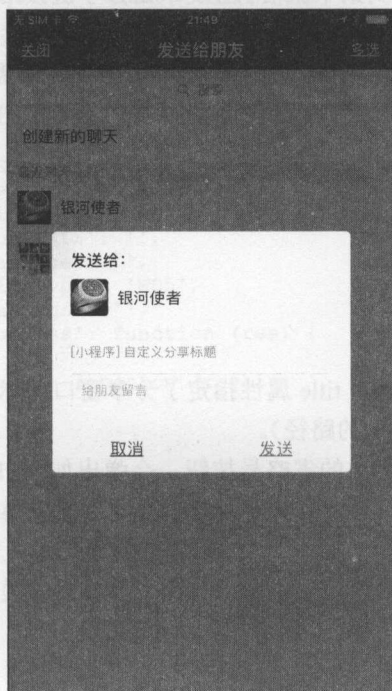 无SIM卡 21:49
关闭 发送给朋友 多选
搜索
创建新的聊天
银河使者
发送给：
银河使者
[小程序] 自定义分享标题
给朋友留言
取消 发送